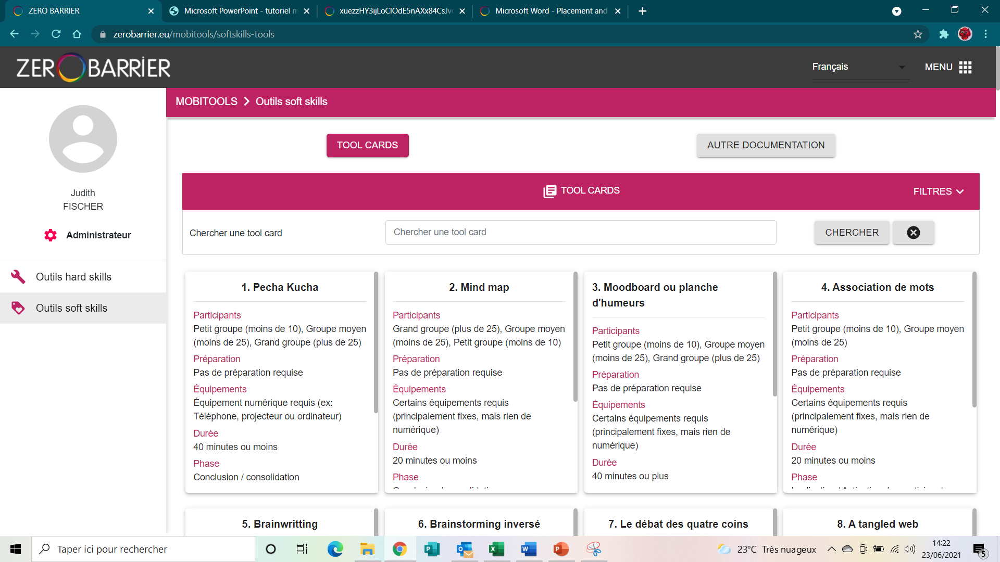 ZERO BARRIER
Microsoft PowerPoint - tutoriel m
Microsoft Word - Placement and
zerobarrier.eu/mobitools/softskills-tools
ZEROBARRIER
Français
MENU
MOBITOOLS > Outils soft skills
Judith
FISCHER
Administrateur
Outils hard skills
Outils soft skills
TOOL CARDS
AUTRE DOCUMENTATION
TOOL CARDS
FILTRES
Chercher une tool card
Chercher une tool card
CHERCHER
1. Pecha Kucha
Participants
Petit groupe (moins de 10), Groupe moyen
(moins de 25), Grand groupe (plus de 25)
Préparation
Pas de préparation requise
Équipements
Équipement numérique requis (ex:
Téléphone, projecteur ou ordinateur)
Durée
40 minutes ou moins
Phase
Conclusion / consolidation
2. Mind map
Participants
Grand groupe (plus de 25), Groupe moyen
(moins de 25), Petit groupe (moins de 10)
Préparation
Pas de préparation requise
Équipements
Certains équipements requis
(principalement fixes, mais rien de
numérique)
Durée
20 minutes ou moins
Phase
3. Moodboard ou planche
d'humeurs
Participants
Petit groupe (moins de 10), Groupe moyen
(moins de 25), Grand groupe (plus de 25)
Préparation
Pas de préparation requise
Équipements
Certains équipements requis
(principalement fixes, mais rien de
numérique)
Durée
40 minutes ou plus
4. Association de mots
Participants
Petit groupe (moins de 10), Groupe moyen
(moins de 25)
Préparation
Pas de préparation requise
Équipements
Certains équipements requis
(principalement fixes, mais rien de
numérique)
Durée
20 minutes ou moins
Phase
5. Brainwritting
6. Brainstorming inversé
7. Le débat des quatre coins
8. A tangled web
Taper ici pour rechercher
23°C Très nuageux
14:22
23/06/2021
5